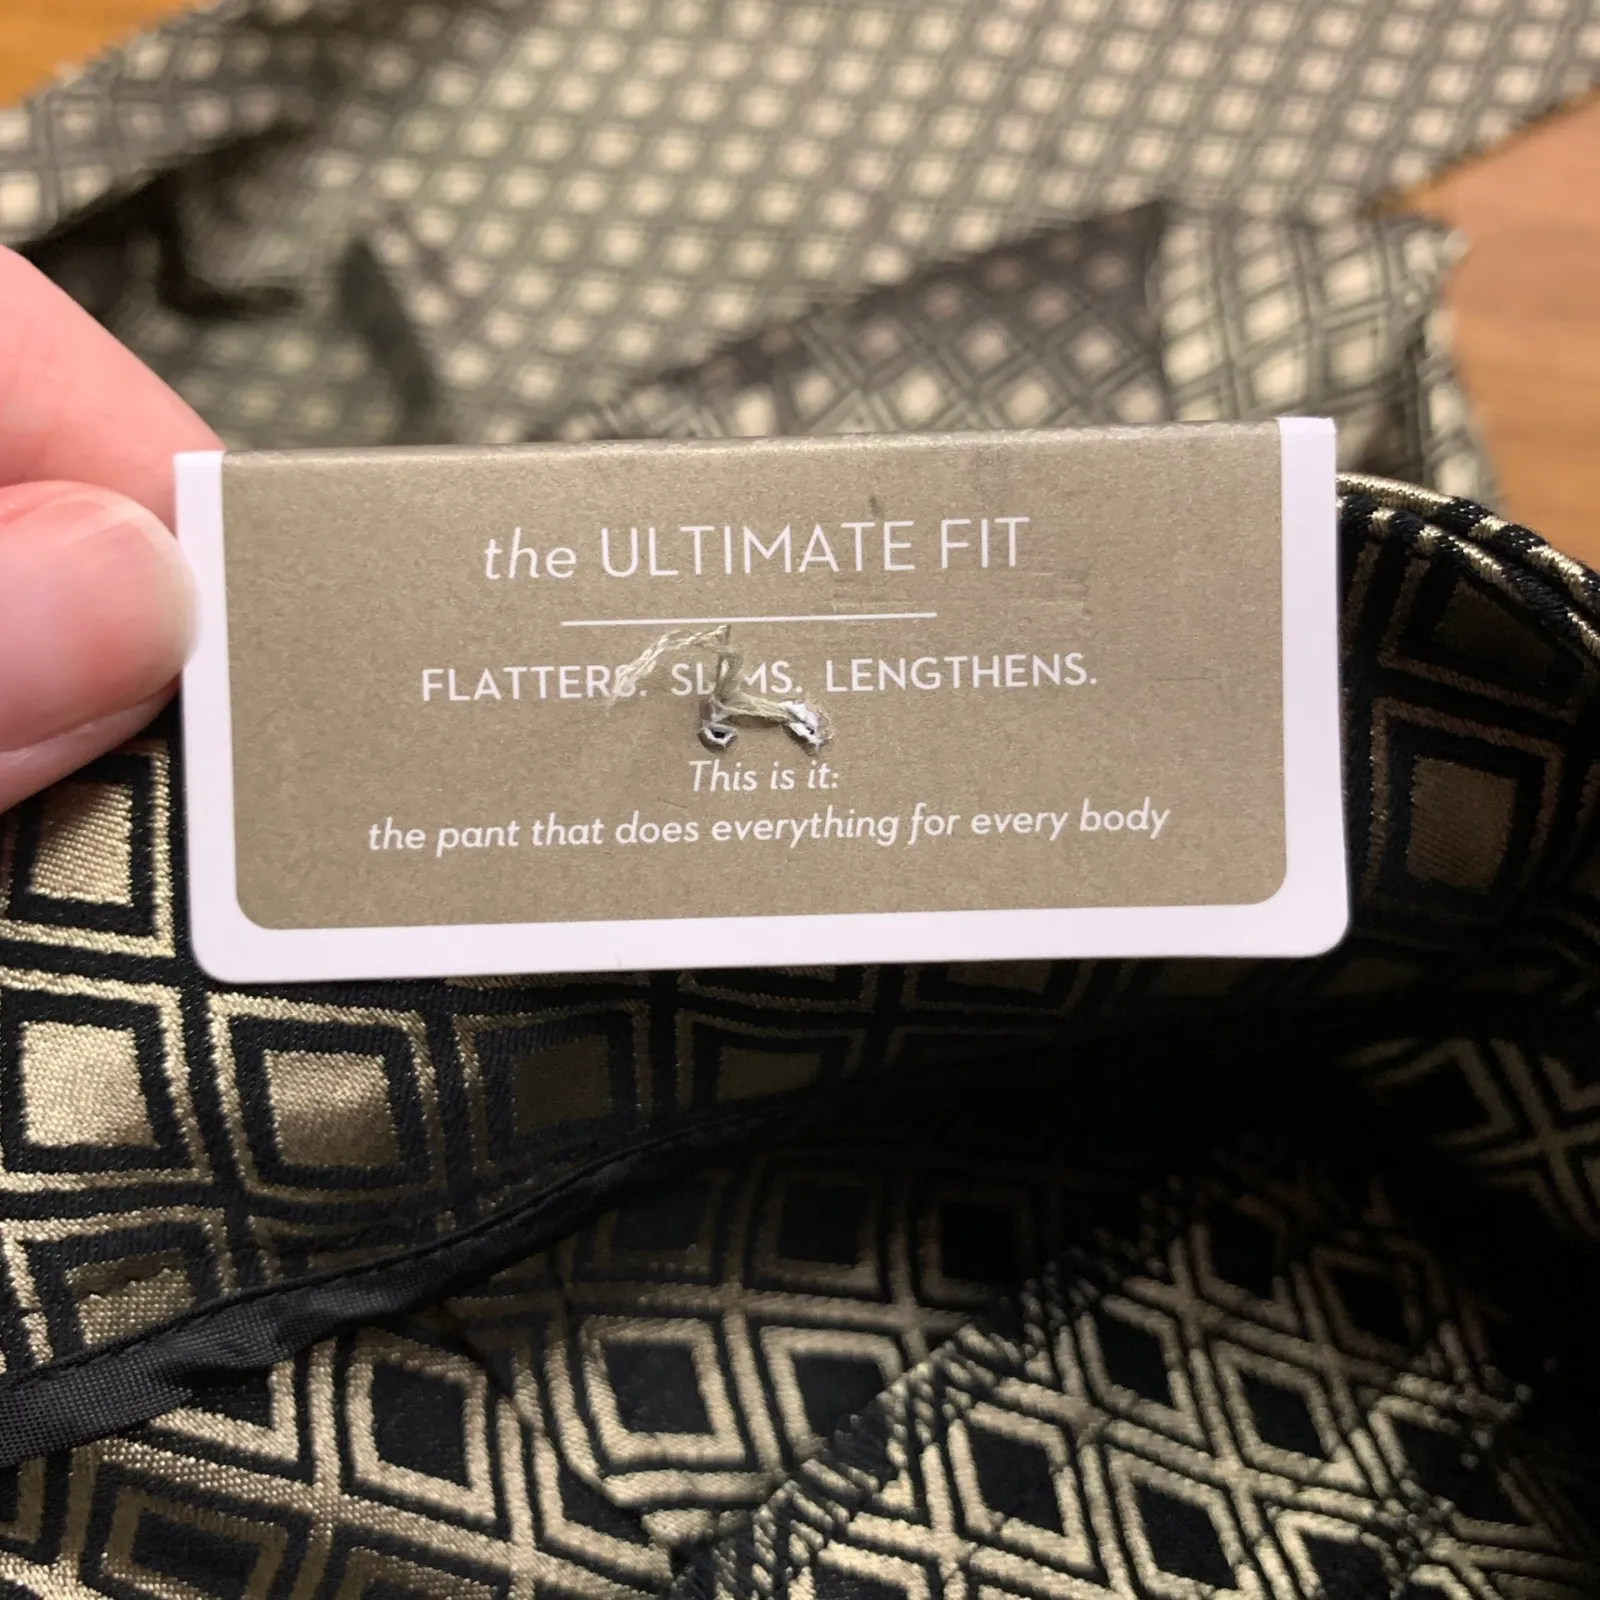 the ULTIMATE FIT
FLATTERS. SLIMS. LENGTHENS.
This is it:
the pant that does everything for every body